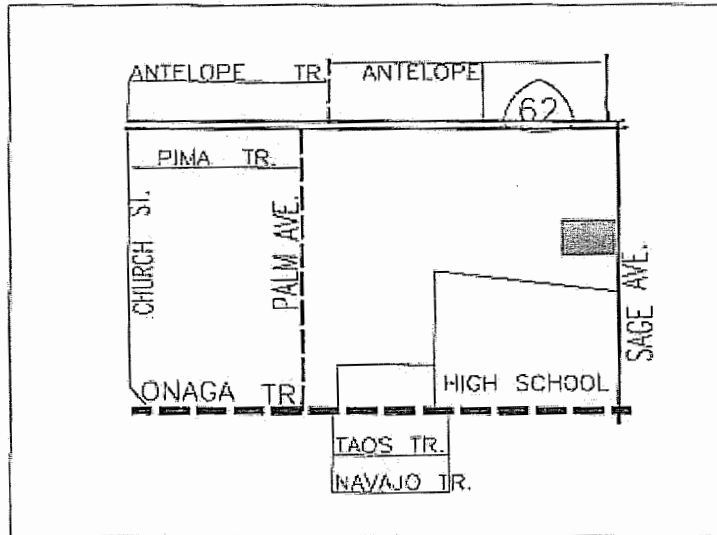 ANTELOPE TR.
ANTELOPE
62
PIMA TR.
CHURCH ST.
PALM AVE.
SAGE AVE.
ONAGA TR
HIGH SCHOOL
TAOS TR.
NAVAJO TR.